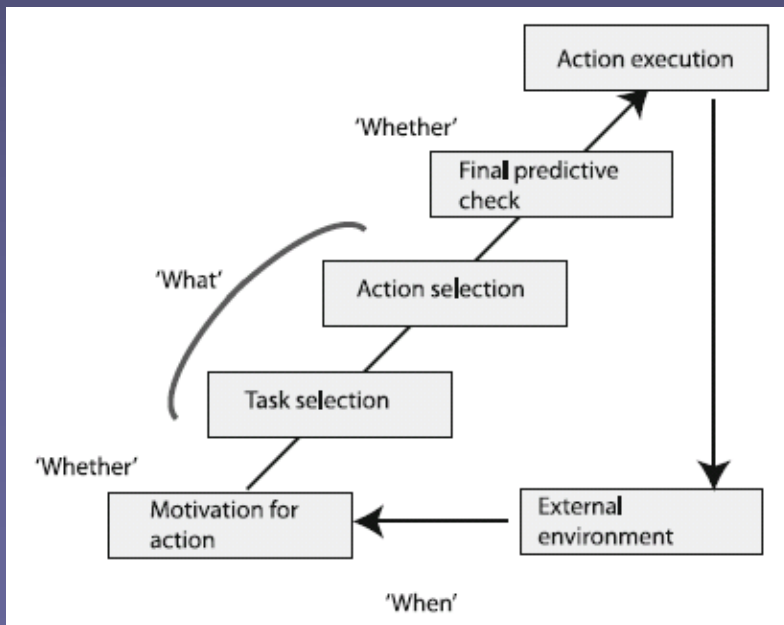 Action execution
'Whether'
Final predictive
check
'What'
Action selection
Task selection
'Whether'
Motivation for
action
External
environment
'When'